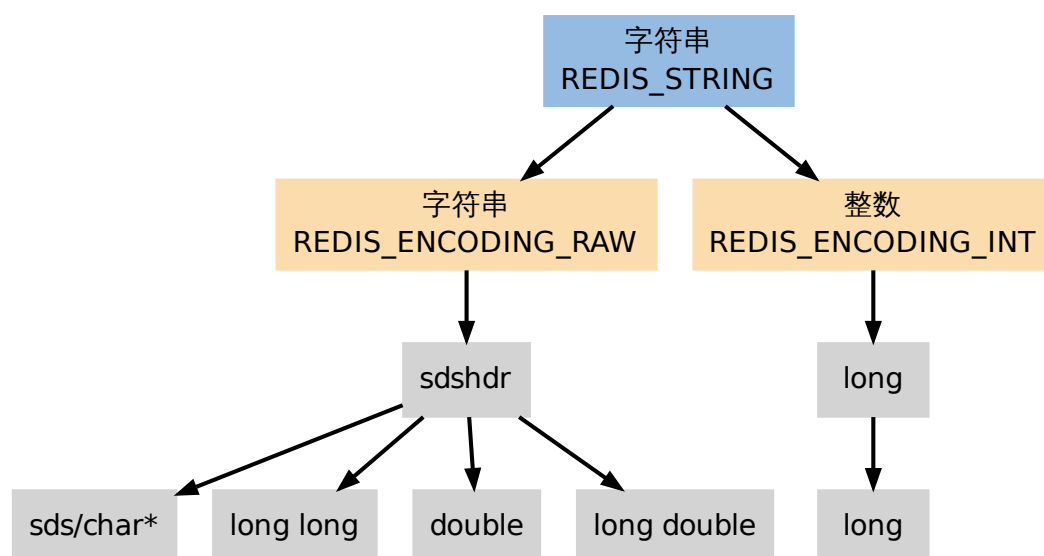 字符串
REDIS_STRING
字符串
REDIS_ENCODING_RAW
整数
REDIS_ENCODING_INT
sdshdr
long
sds/char*
long long
double
long double
long